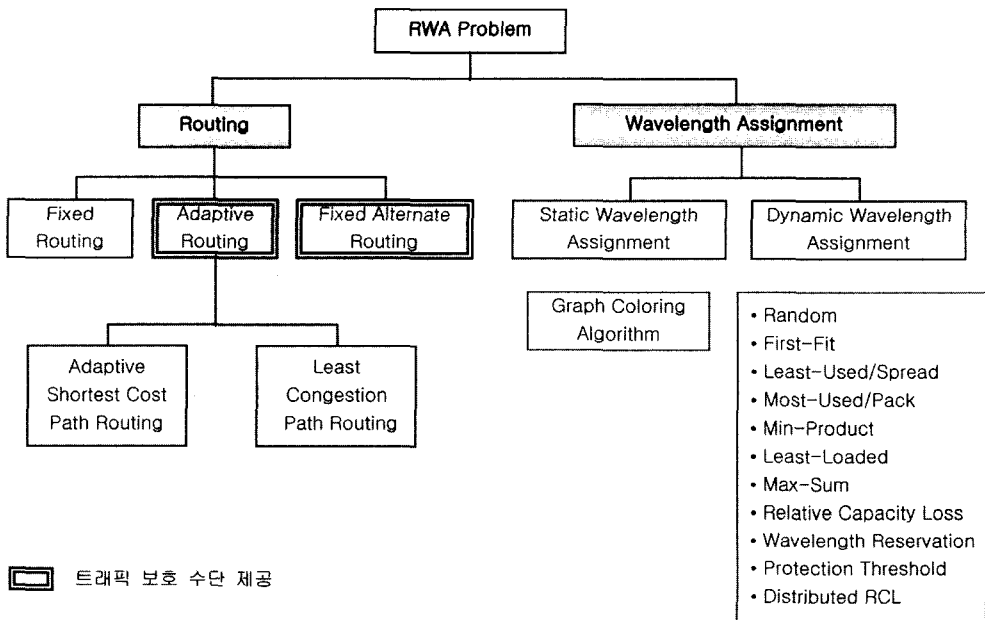 RWA Problem
Routing
Wavelength Assignment
Fixed
Routing
Adaptive
Routing
Fixed Alternate
Routing
Static Wavelength
Assignment
Dynamic Wavelength
Assignment
Adaptive
Shortest Cost
Path Routing
Least
Congestion
Path Routing
Graph Coloring
Algorithm
• Random
• First-Fit
• Least-Used/Spread
• Most-Used/Pack
• Min-Product
• Least-Loaded
• Max-Sum
• Relative Capacity Loss
• Wavelength Reservation
• Protection Threshold
• Distributed RCL
트래픽 보호 수단 제공